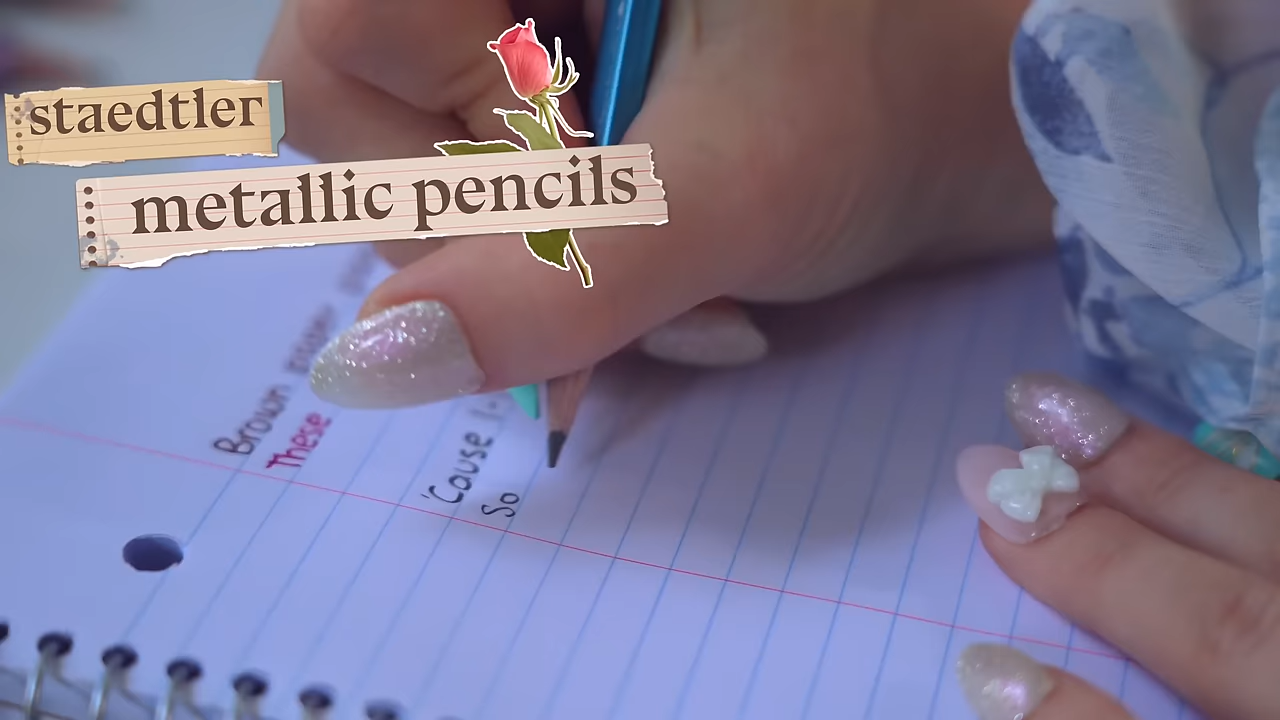 staedtler
metallic pencils
Brown
These
'Cause I
So